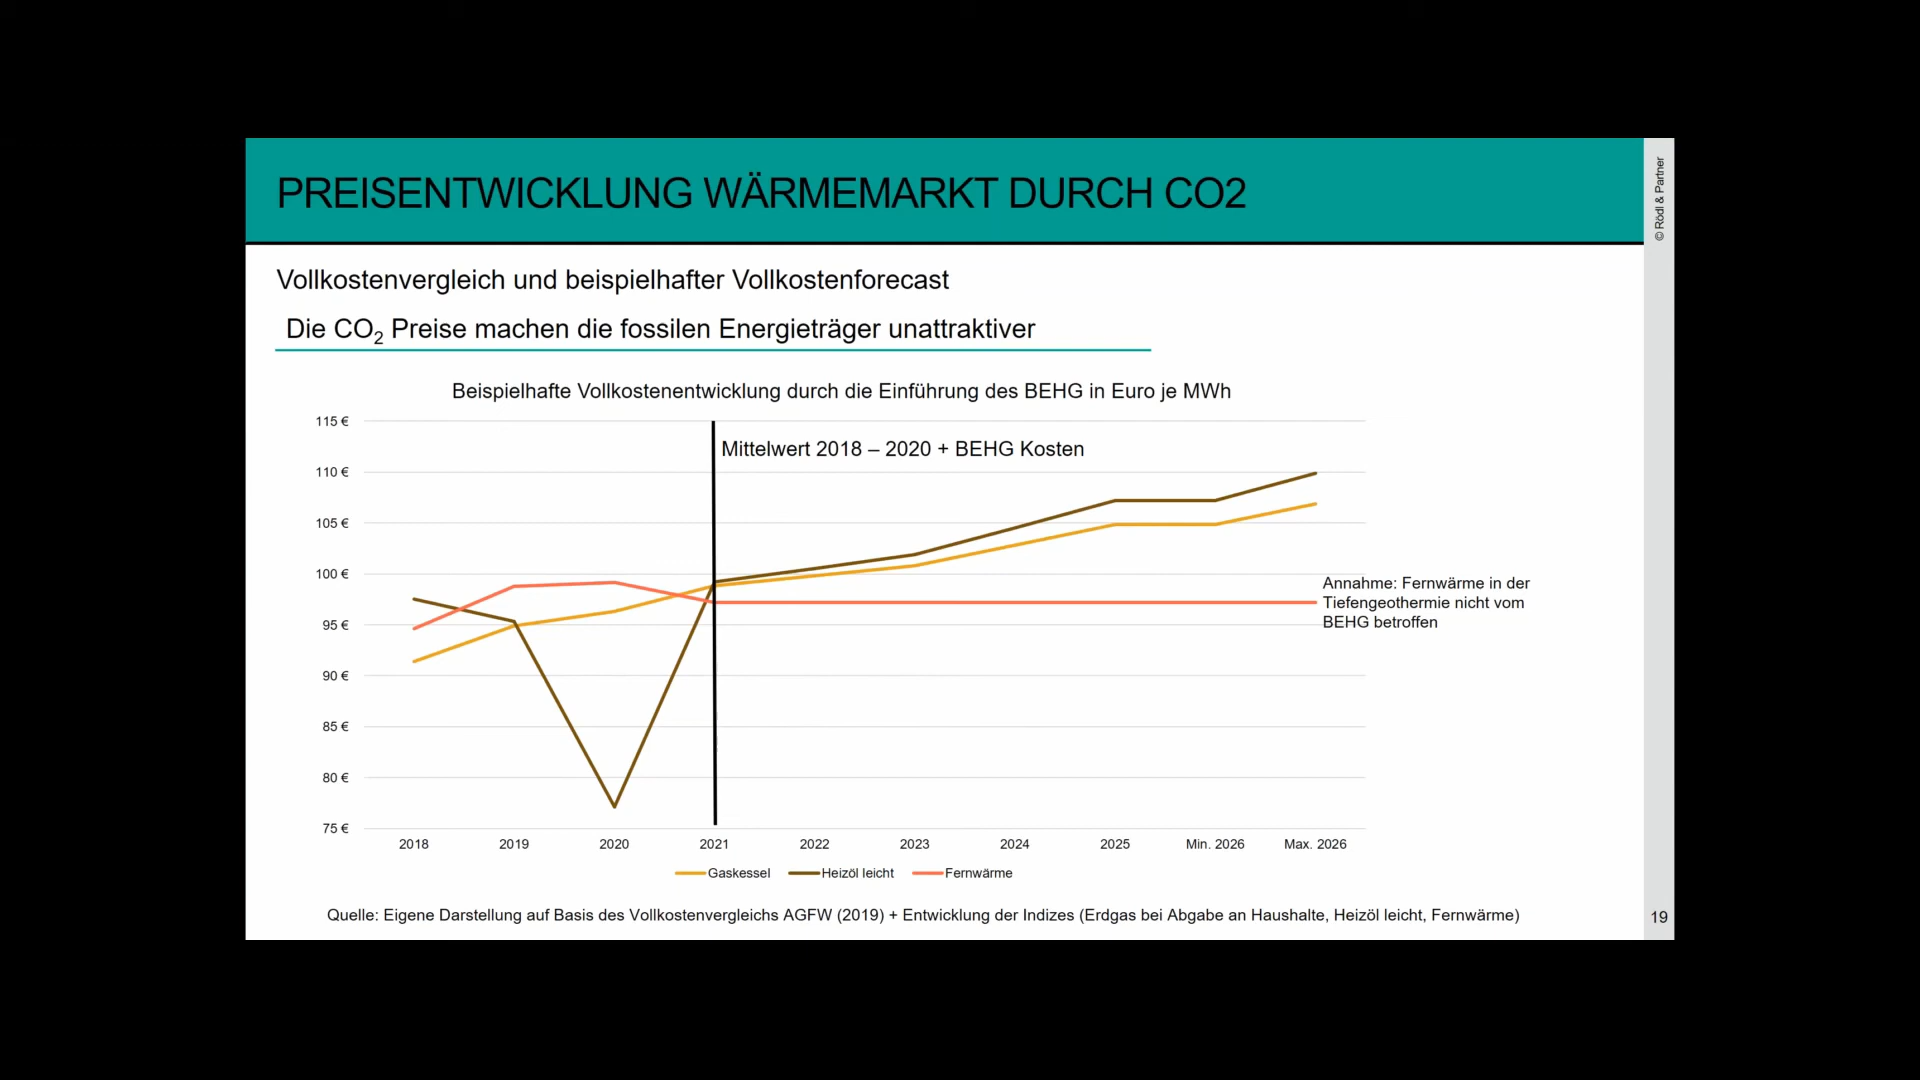 PREISENTWICKLUNG WÄRMEMARKT DURCH CO2
© Rödl & Partner
Vollkostenvergleich und beispielhafter Vollkostenforecast
Die CO₂ Preise machen die fossilen Energieträger unattraktiver
Beispielhafte Vollkostenentwicklung durch die Einführung des BEHG in Euro je MWh
115 €
Mittelwert 2018 – 2020 + BEHG Kosten
110 €
105 €
100 €
95 €
90 €
85 €
80 €
75 €
Annahme: Fernwärme in der
Tiefengeothermie nicht vom
BEHG betroffen
2018 2019 2020 2021 2022 2023 2024 2025 Min. 2026 Max. 2026
Gaskessel Heizöl leicht Fernwärme
Quelle: Eigene Darstellung auf Basis des Vollkostenvergleichs AGFW (2019) + Entwicklung der Indizes (Erdgas bei Abgabe an Haushalte, Heizöl leicht, Fernwärme)
19